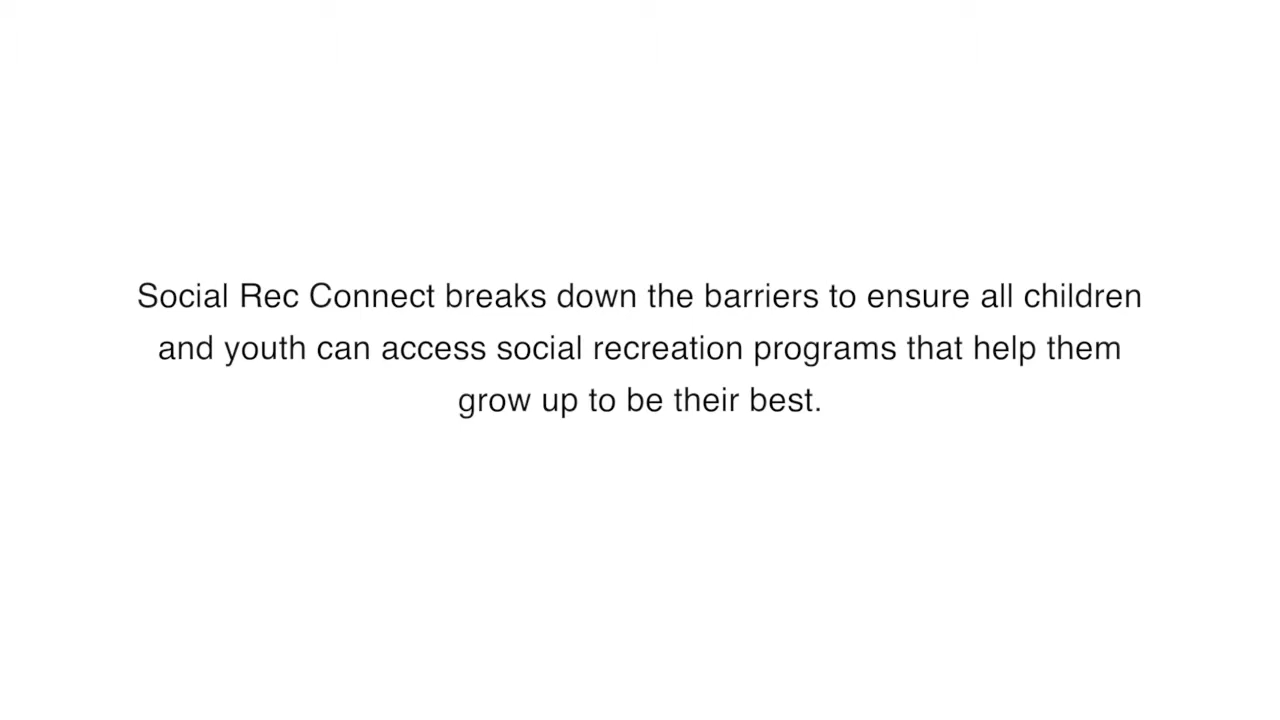 Social Rec Connect breaks down the barriers to ensure all children
and youth can access social recreation programs that help them
grow up to be their best.